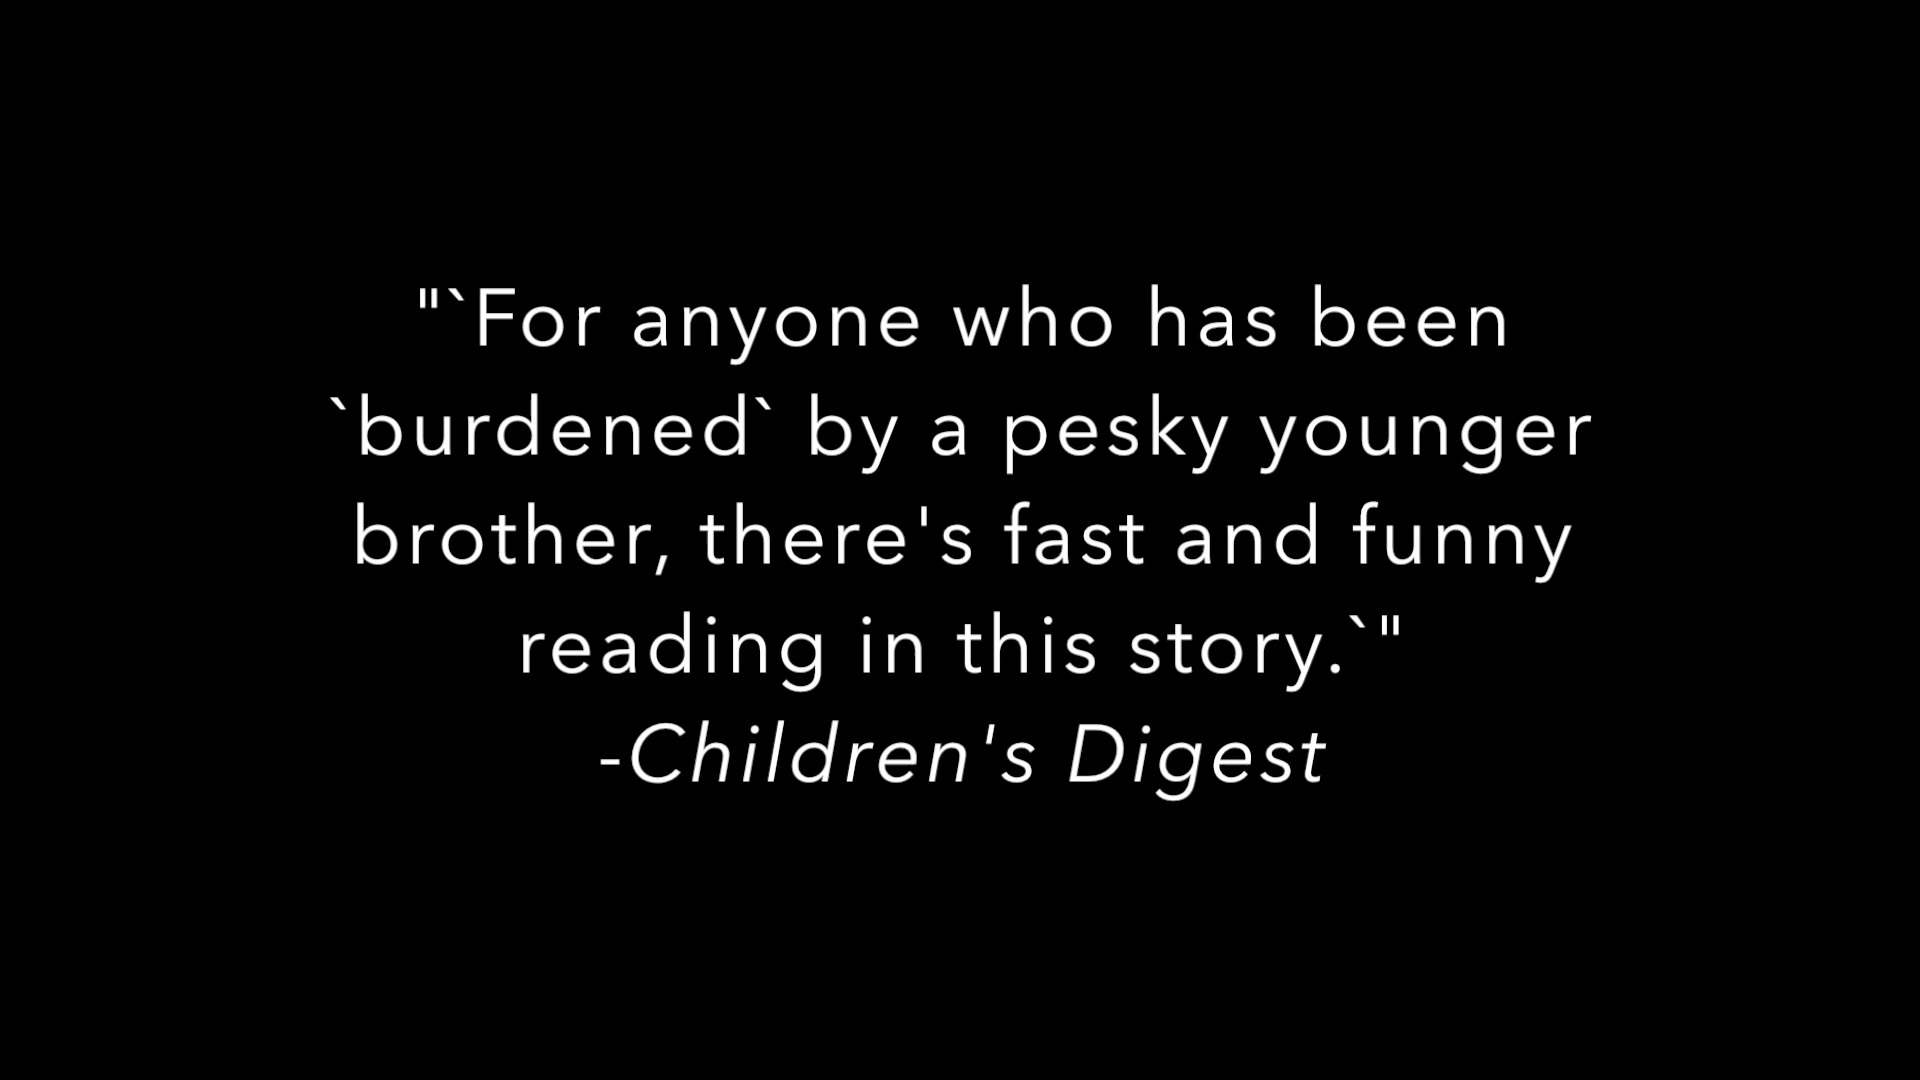 "`For anyone who has been
`burdened` by a pesky younger
brother, there's fast and funny
reading in this story.`"
-Children's Digest